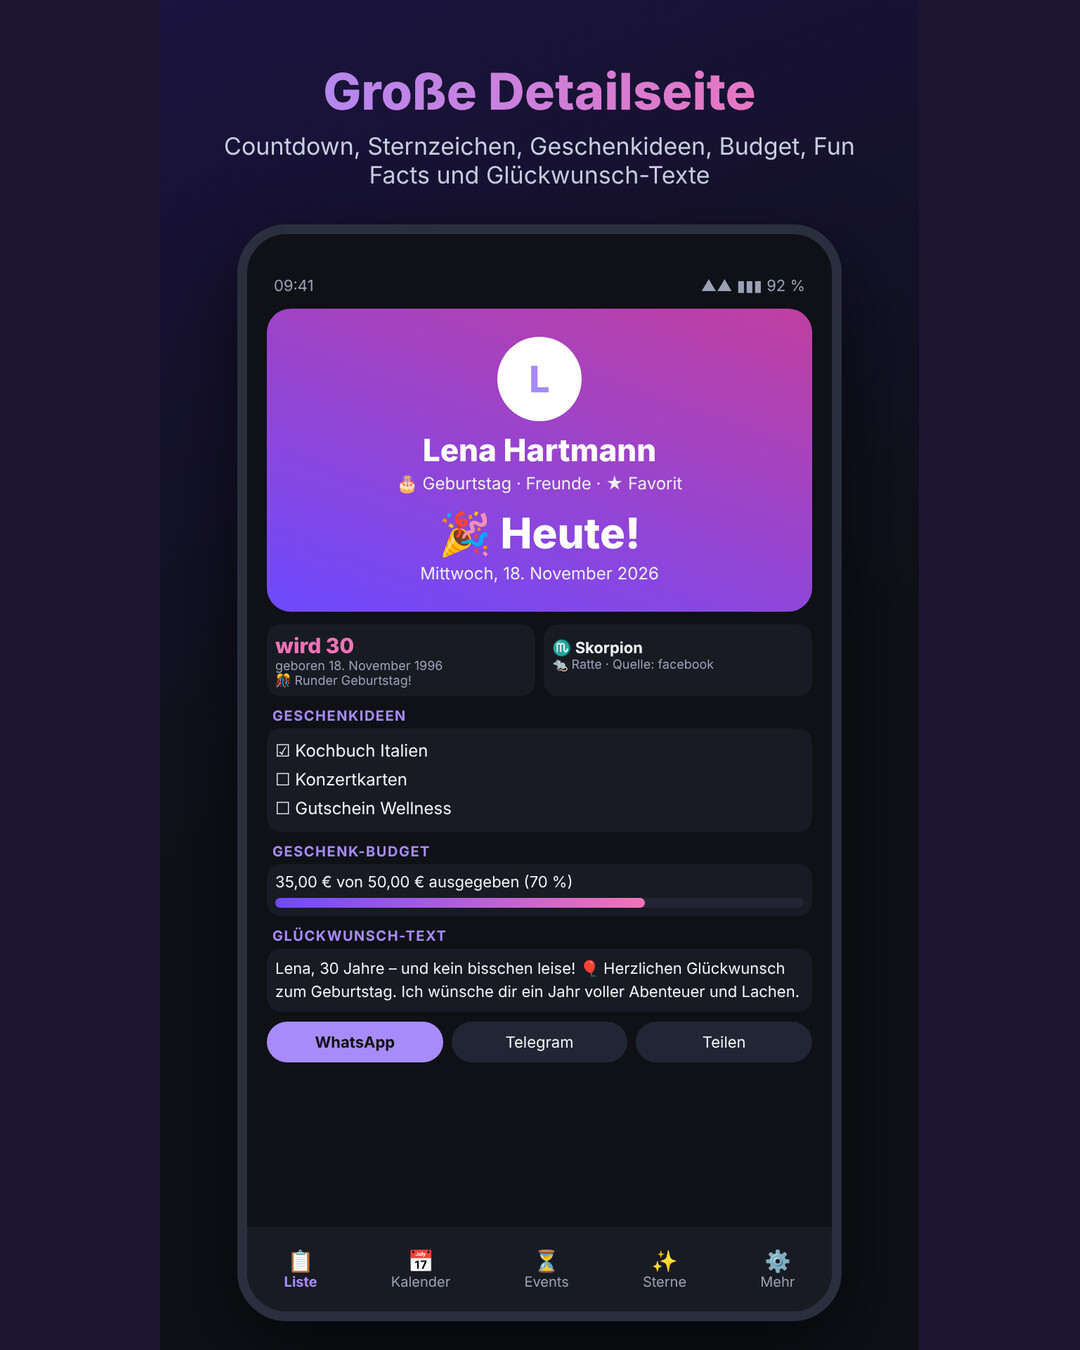 Große Detailseite
Countdown, Sternzeichen, Geschenkideen, Budget, Fun
Facts und Glückwunsch-Texte
09:41
92 %
L
Lena Hartmann
🎂 Geburtstag · Freunde · ★ Favorit
🎉 Heute!
Mittwoch, 18. November 2026
wird 30
geboren 18. November 1996
🎊 Runder Geburtstag!
♏ Skorpion
🐀 Ratte · Quelle: facebook
GESCHENKIDEEN
☑ Kochbuch Italien
☐ Konzertkarten
☐ Gutschein Wellness
GESCHENK-BUDGET
35,00 € von 50,00 € ausgegeben (70 %)
GLÜCKWUNSCH-TEXT
Lena, 30 Jahre – und kein bisschen leise! 🎈 Herzlichen Glückwunsch
zum Geburtstag. Ich wünsche dir ein Jahr voller Abenteuer und Lachen.
WhatsApp
Telegram
Teilen
Liste
Kalender
Events
Sterne
Mehr